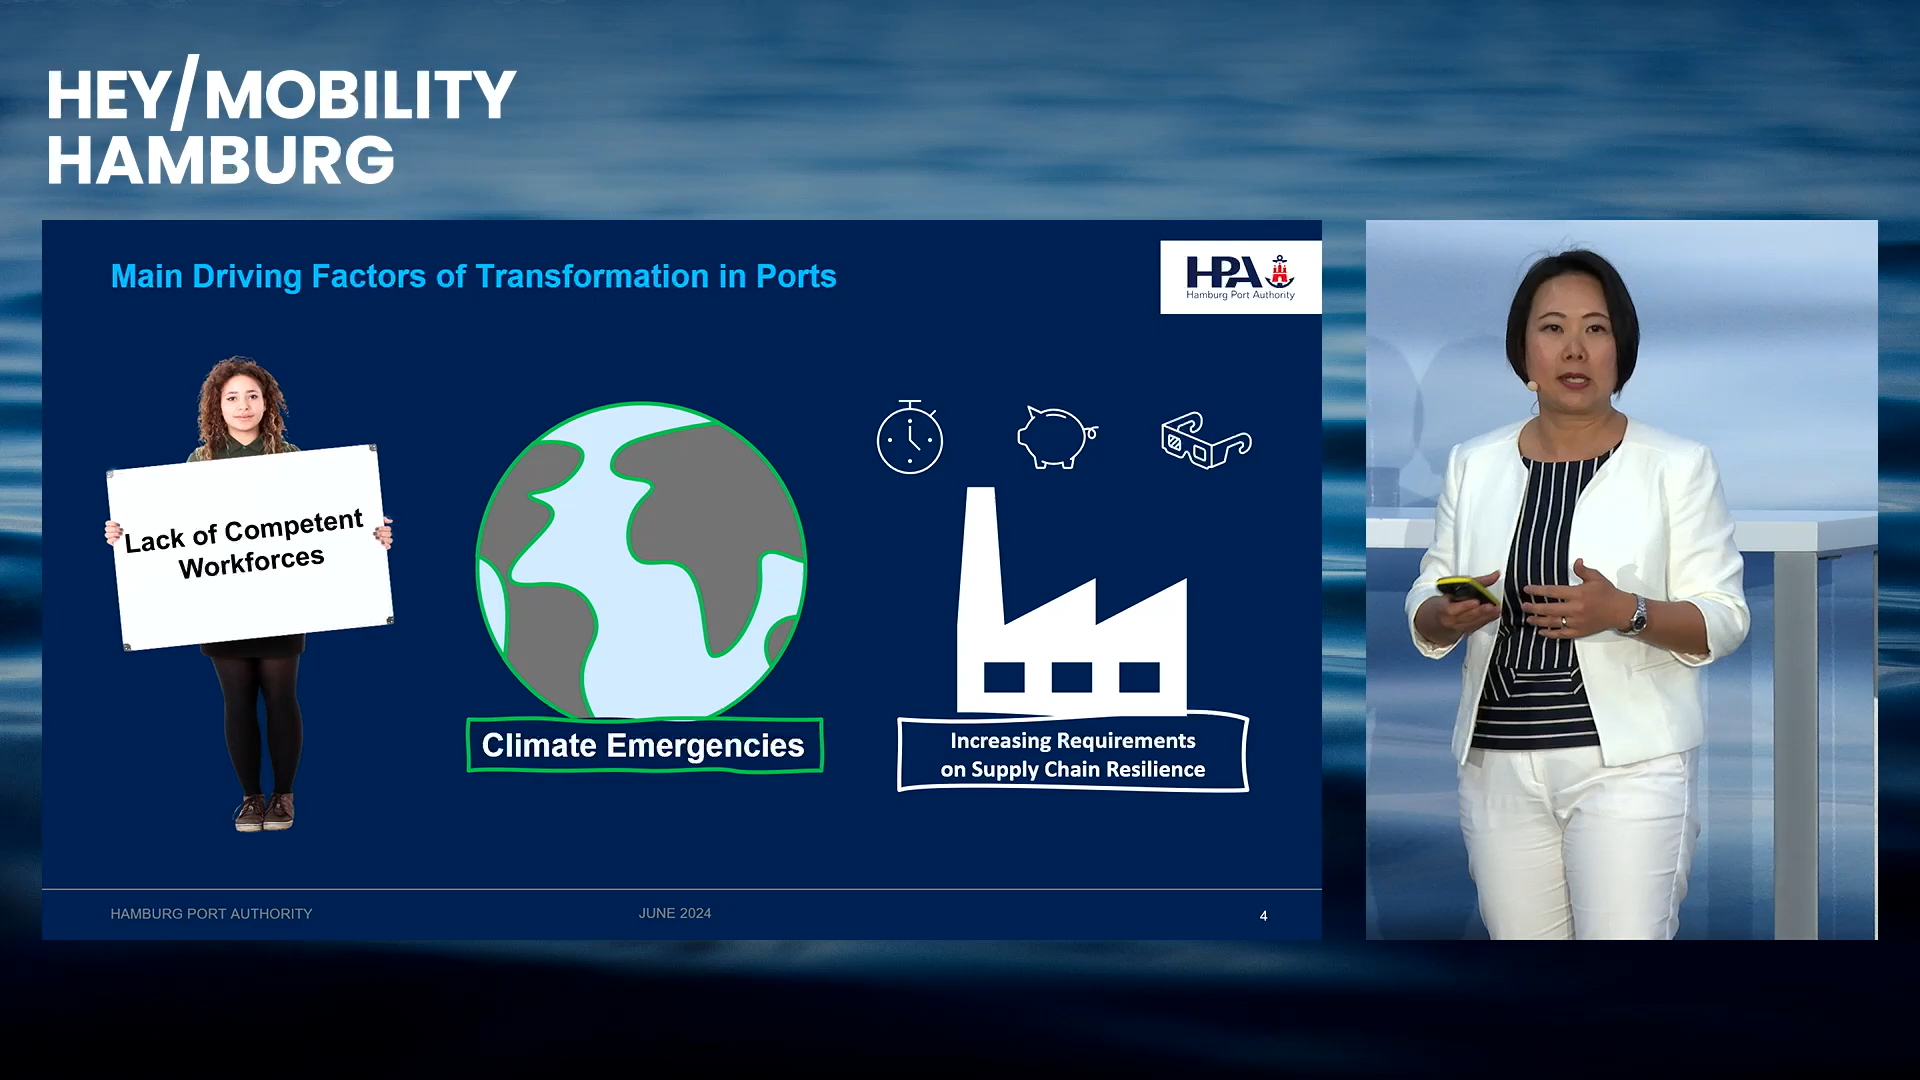 HEY/MOBILITY
HAMBURG
Main Driving Factors of Transformation in Ports
HPA
Hamburg Port Authority
Lack of Competent
Workforces
Climate Emergencies
Increasing Requirements
on Supply Chain Resilience
HAMBURG PORT AUTHORITY
JUNE 2024
4